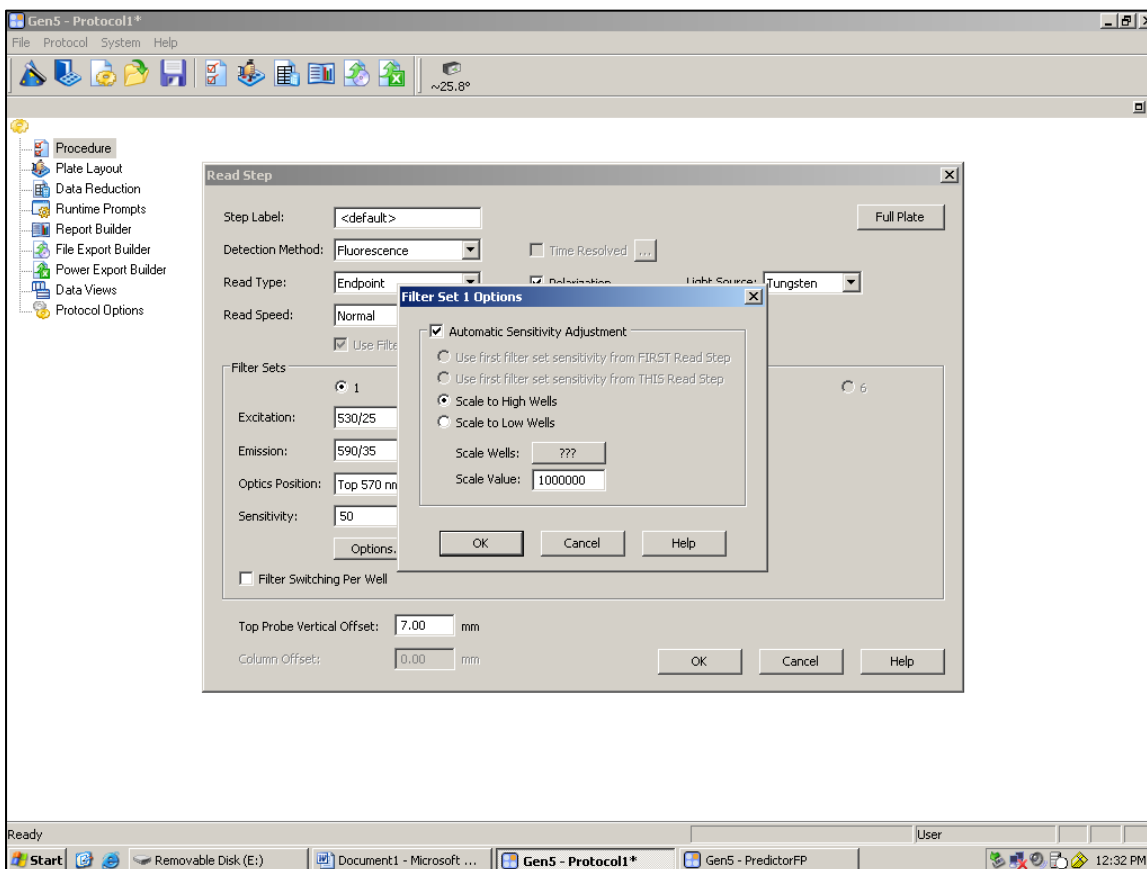 Gen5 - Protocol1*
File Protocol System Help
~25.8°
Procedure
Plate Layout
Data Reduction
Runtime Prompts
Report Builder
File Export Builder
Power Export Builder
Data Views
Protocol Options
Read Step
Step Label: <default> Full Plate
Detection Method: Fluorescence Time Resolved ...
Read Type: Endpoint Polarization Light Source: Tungsten
Read Speed: Normal
Use Filte
Filter Sets
1 6
Excitation: 530/25
Emission: 590/35
Optics Position: Top 570 nm
Sensitivity: 50
Options.
Filter Switching Per Well
Top Probe Vertical Offset: 7.00 mm
Column Offset: 0.00 mm
OK Cancel Help
Filter Set 1 Options
Automatic Sensitivity Adjustment
Use first filter set sensitivity from FIRST Read Step
Use first filter set sensitivity from THIS Read Step
Scale to High Wells
Scale to Low Wells
Scale Wells: ???
Scale Value: 1000000
OK Cancel Help
Ready User
Start Removable Disk (E:) Document1 - Microsoft ... Gen5 - Protocol1* Gen5 - PredictorFP 12:32 PM